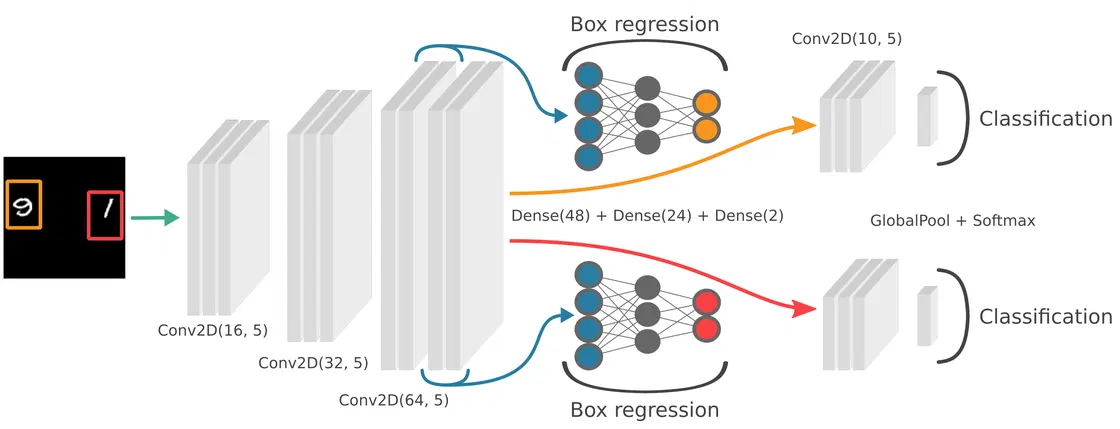 Box regression
Conv2D(10, 5)
Classification
Dense(48) + Dense(24) + Dense(2)
GlobalPool + Softmax
Conv2D(16, 5)
Conv2D(32, 5)
Conv2D(64, 5)
Classification
Box regression